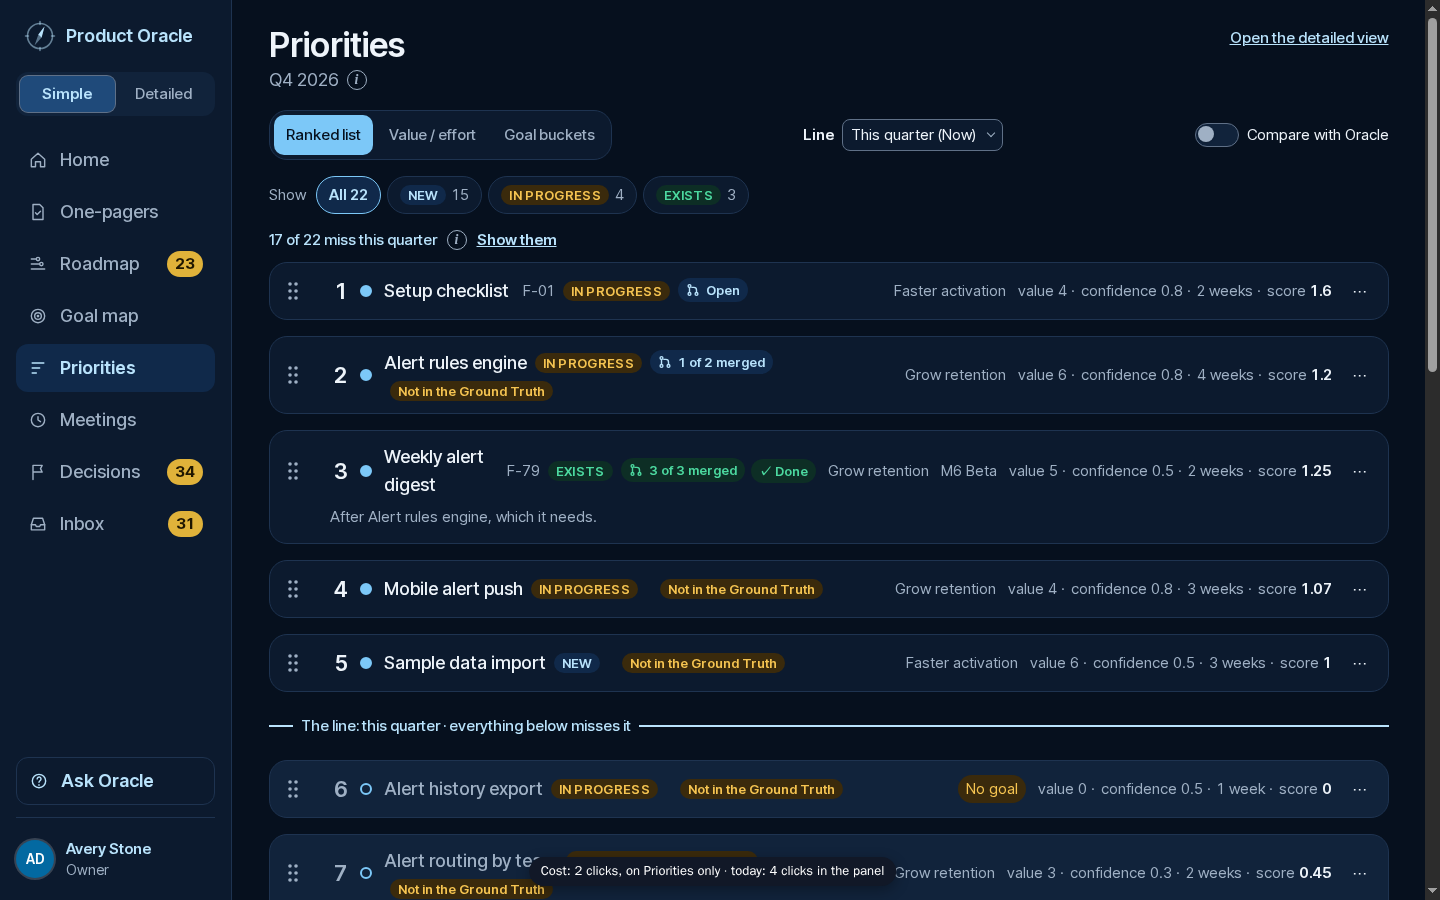 Product Oracle
Simple
Detailed
Home
One-pagers
Roadmap 23
Goal map
Priorities
Meetings
Decisions 34
Inbox 31
Ask Oracle
AD
Avery Stone
Owner
Priorities
Open the detailed view
Q4 2026 i
Ranked list
Value / effort
Goal buckets
Line This quarter (Now)
Compare with Oracle
Show All 22 NEW 15 IN PROGRESS 4 EXISTS 3
17 of 22 miss this quarter i Show them
1 Setup checklist F-01 IN PROGRESS Open Faster activation value 4 · confidence 0.8 · 2 weeks · score 1.6 ···
2 Alert rules engine IN PROGRESS 1 of 2 merged
Not in the Ground Truth
Grow retention value 6 · confidence 0.8 · 4 weeks · score 1.2 ···
3 Weekly alert digest F-79 EXISTS 3 of 3 merged ✓ Done Grow retention M6 Beta value 5 · confidence 0.5 · 2 weeks · score 1.25 ···
After Alert rules engine, which it needs.
4 Mobile alert push IN PROGRESS Not in the Ground Truth Grow retention value 4 · confidence 0.8 · 3 weeks · score 1.07 ···
5 Sample data import NEW Not in the Ground Truth Faster activation value 6 · confidence 0.5 · 3 weeks · score 1 ···
The line: this quarter · everything below misses it
6 Alert history export IN PROGRESS Not in the Ground Truth No goal value 0 · confidence 0.5 · 1 week · score 0 ···
7 Alert routing by
Not in the Ground Truth
Grow retention value 3 · confidence 0.3 · 2 weeks · score 0.45 ···
Cost: 2 clicks, on Priorities only · today: 4 clicks in the panel